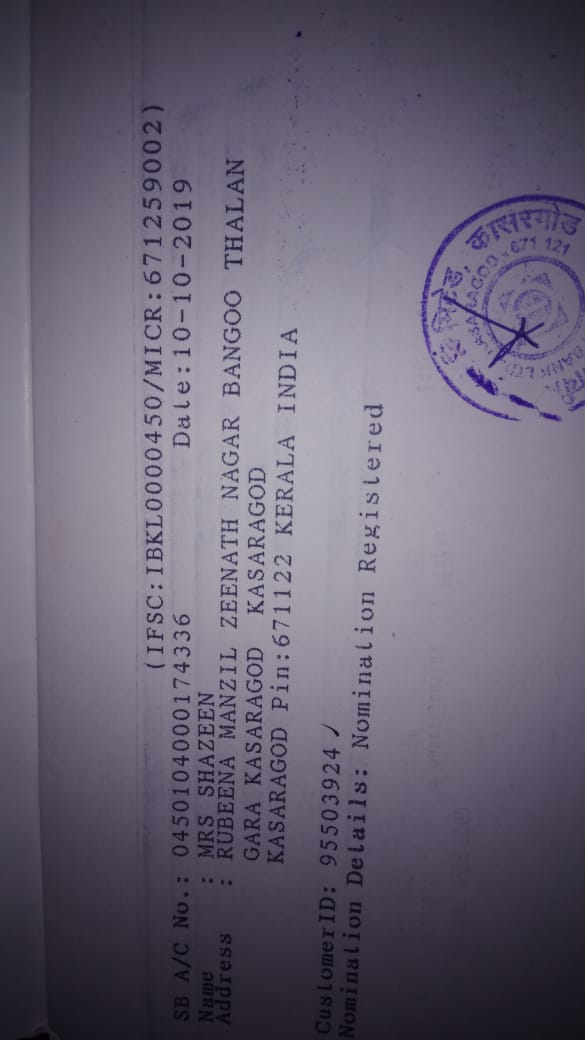 (IFSC:IBKL0000450/MICR:671259002)
SB A/C No.: 0450104000174336 Date:10-10-2019
Name : MRS SHAZEEN
Address : RUBEENA MANZIL ZEENATH NAGAR BANGOO THALAN
GARA KASARAGOD KASARAGOD
KASARAGOD Pin:671122 KERALA INDIA
CustomerID: 95503924
Nomination Details: Nomination Registered
कासरगोड
KASARAGOD - 671 121
BANK LTD.